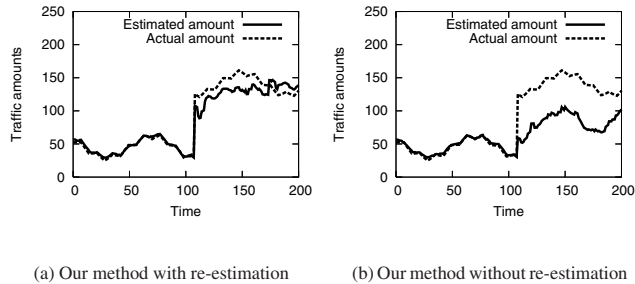 250
200
150
100
50
0
Traffic amounts
Estimated amount
Actual amount
0 50 100 150 200
Time
250
200
150
100
50
0
Traffic amounts
Estimated amount
Actual amount
0 50 100 150 200
Time
(a) Our method with re-estimation
(b) Our method without re-estimation